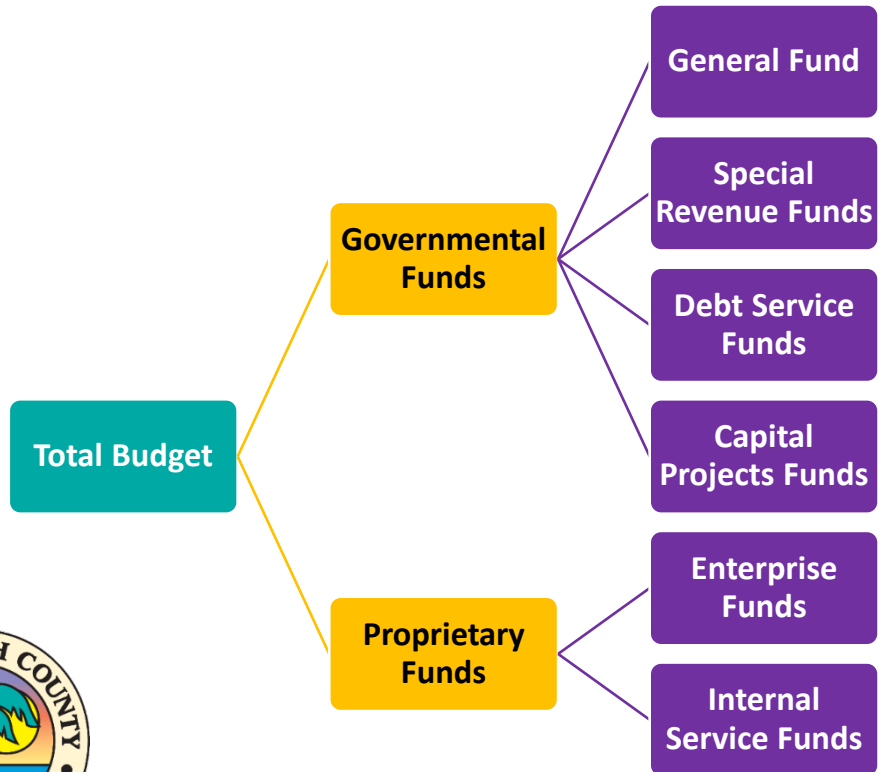 General Fund
Special
Revenue Funds
Governmental
Funds
Debt Service
Funds
Total Budget
Capital
Projects Funds
Enterprise
Funds
Proprietary
Funds
Internal
Service Funds
H COUNTY